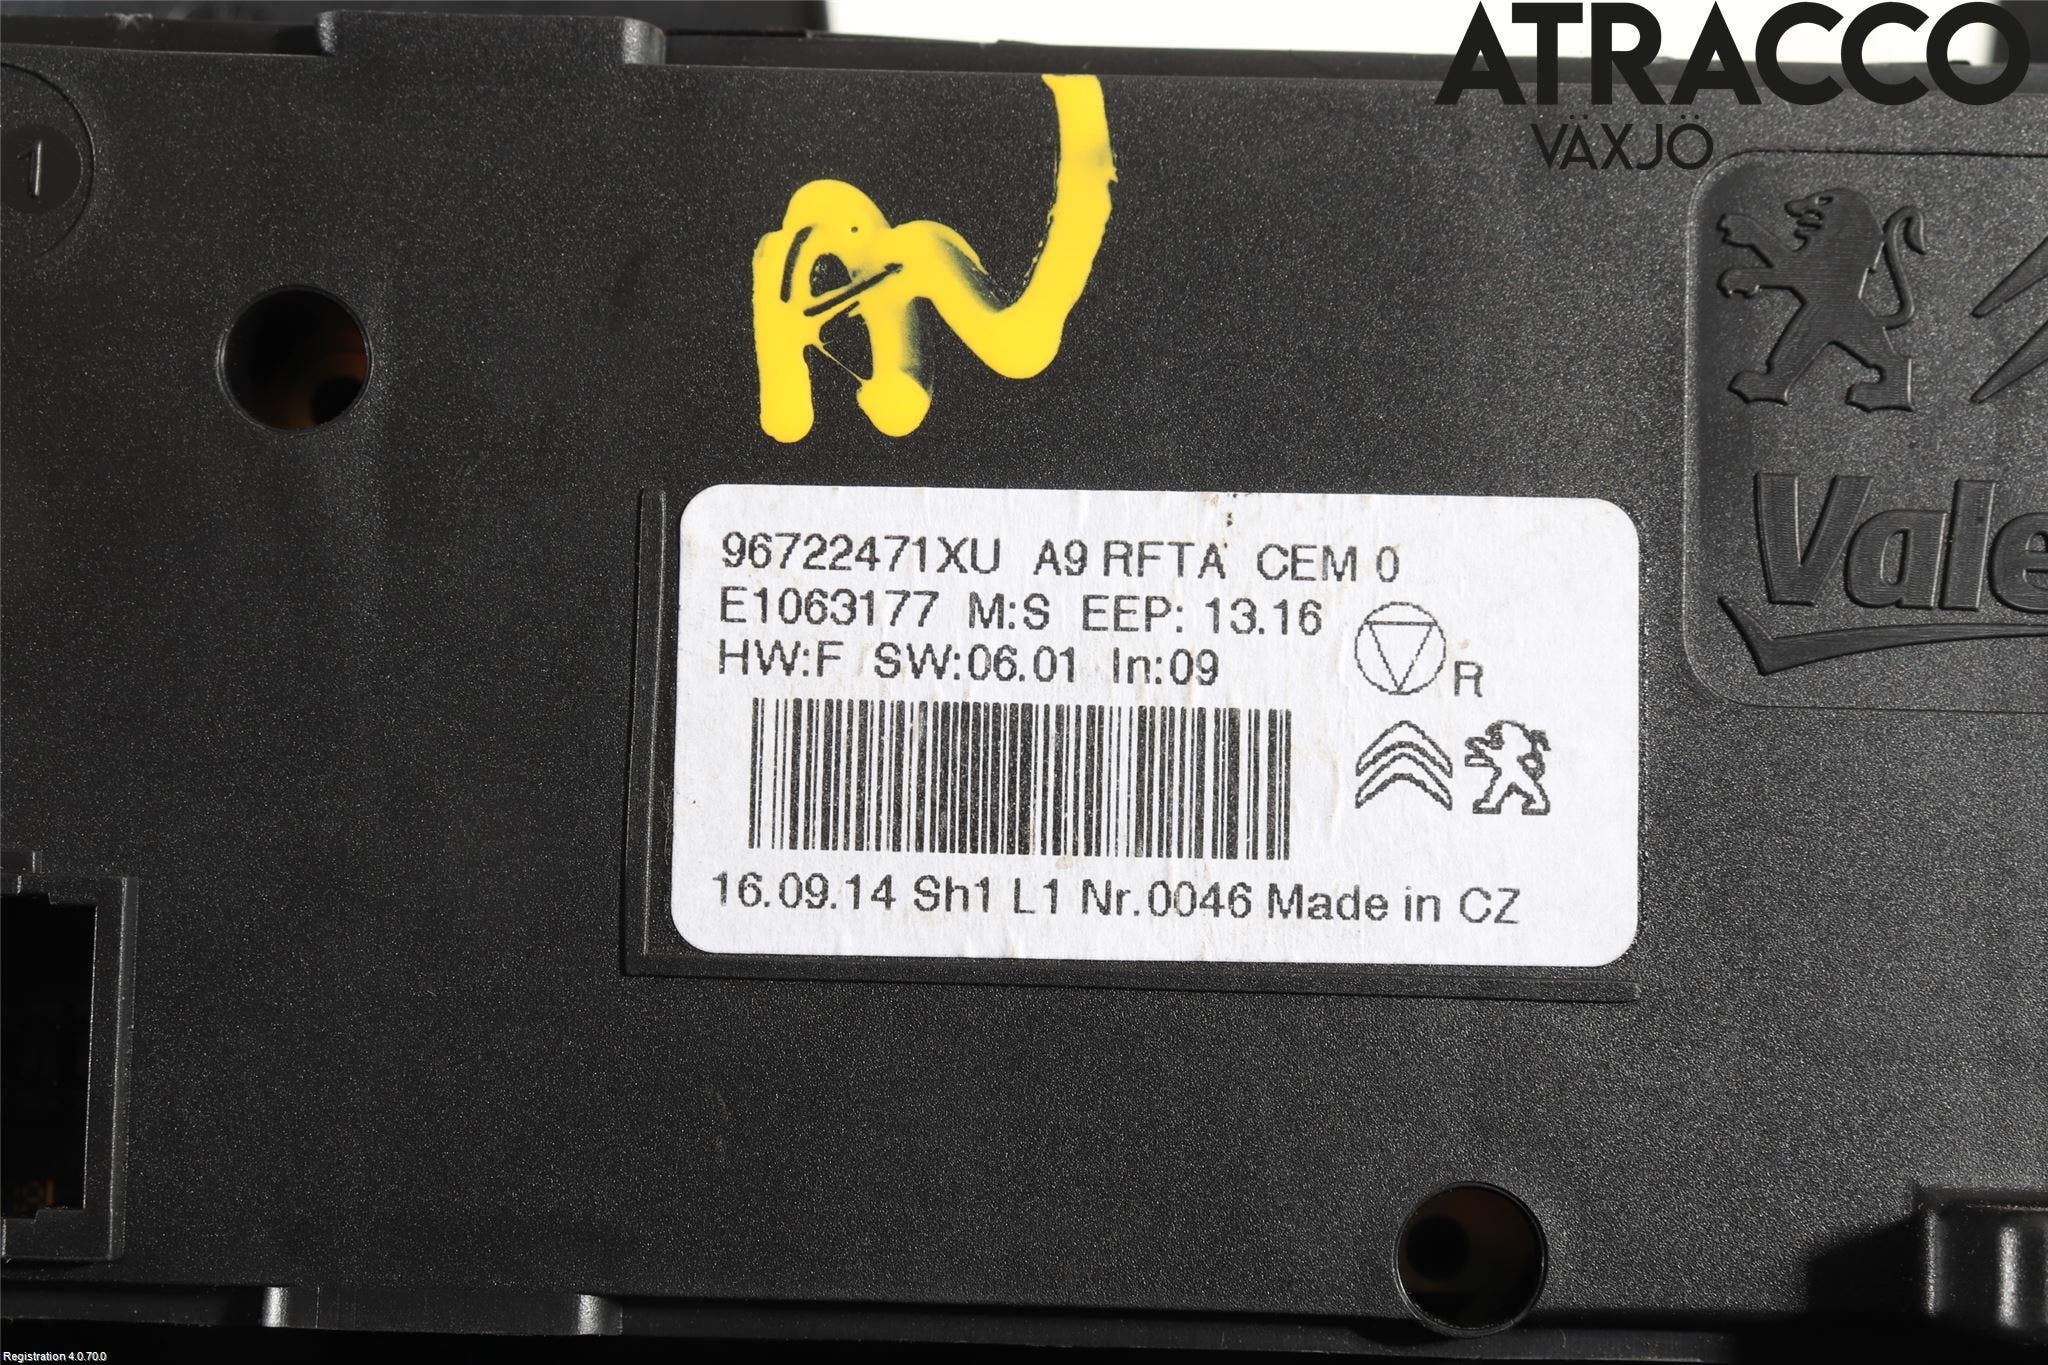 ATRACCO
VÄXJÖ
1
96722471XU A9 RFTA CEM 0
E1063177 M:S EEP: 13.16
HW:F SW:06.01 In:09
R
16.09.14 Sh1 L1 Nr.0046 Made in CZ
Registration 4.0.70.0